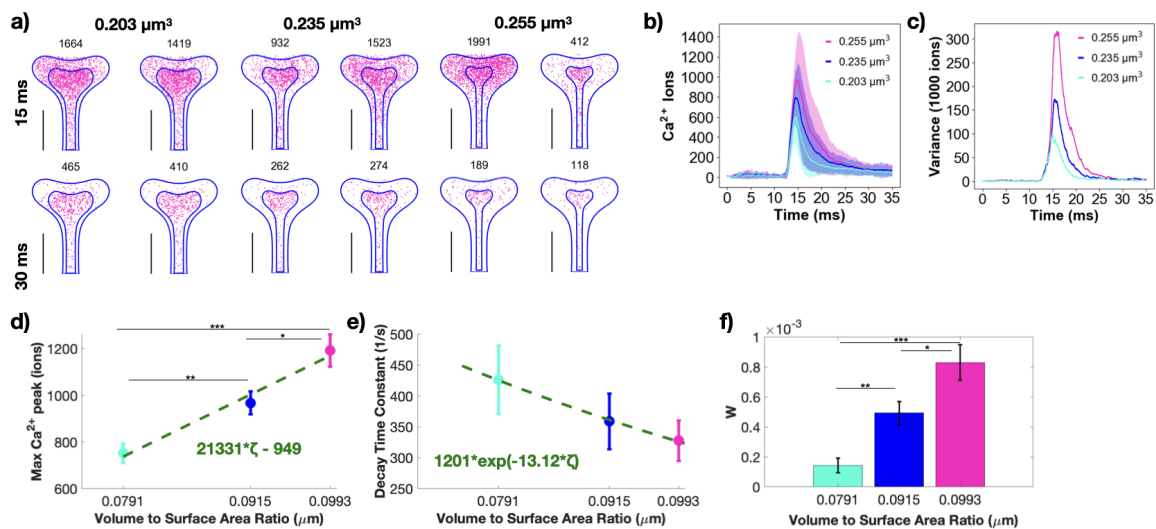 a)
0.203 µm³ 0.235 µm³ 0.255 µm³
1664 1419 932 1523 1991 412
15 ms
465 410 262 274 189 118
30 ms
b)
1400
1200
1000
800
600
400
200
0
Ca²⁺ Ions
0.255 µm³
0.235 µm³
0.203 µm³
0 5 10 15 20 25 30 35
Time (ms)
c)
300
250
200
150
100
50
0
Variance (1000 ions)
0.255 µm³
0.235 µm³
0.203 µm³
0 5 10 15 20 25 30 35
Time (ms)
d)
1200
1000
800
600
Max Ca²⁺ peak (ions)
***
*
**
21331*ζ - 949
0.0791 0.0915 0.0993
Volume to Surface Area Ratio (µm)
e)
500
450
400
350
300
250
Decay Time Constant (1/s)
1201*exp(-13.12*ζ)
0.0791 0.0915 0.0993
Volume to Surface Area Ratio (µm)
f)
×10⁻³
1
0.8
0.6
0.4
0.2
0
W
***
*
**
0.0791 0.0915 0.0993
Volume to Surface Area Ratio (µm)